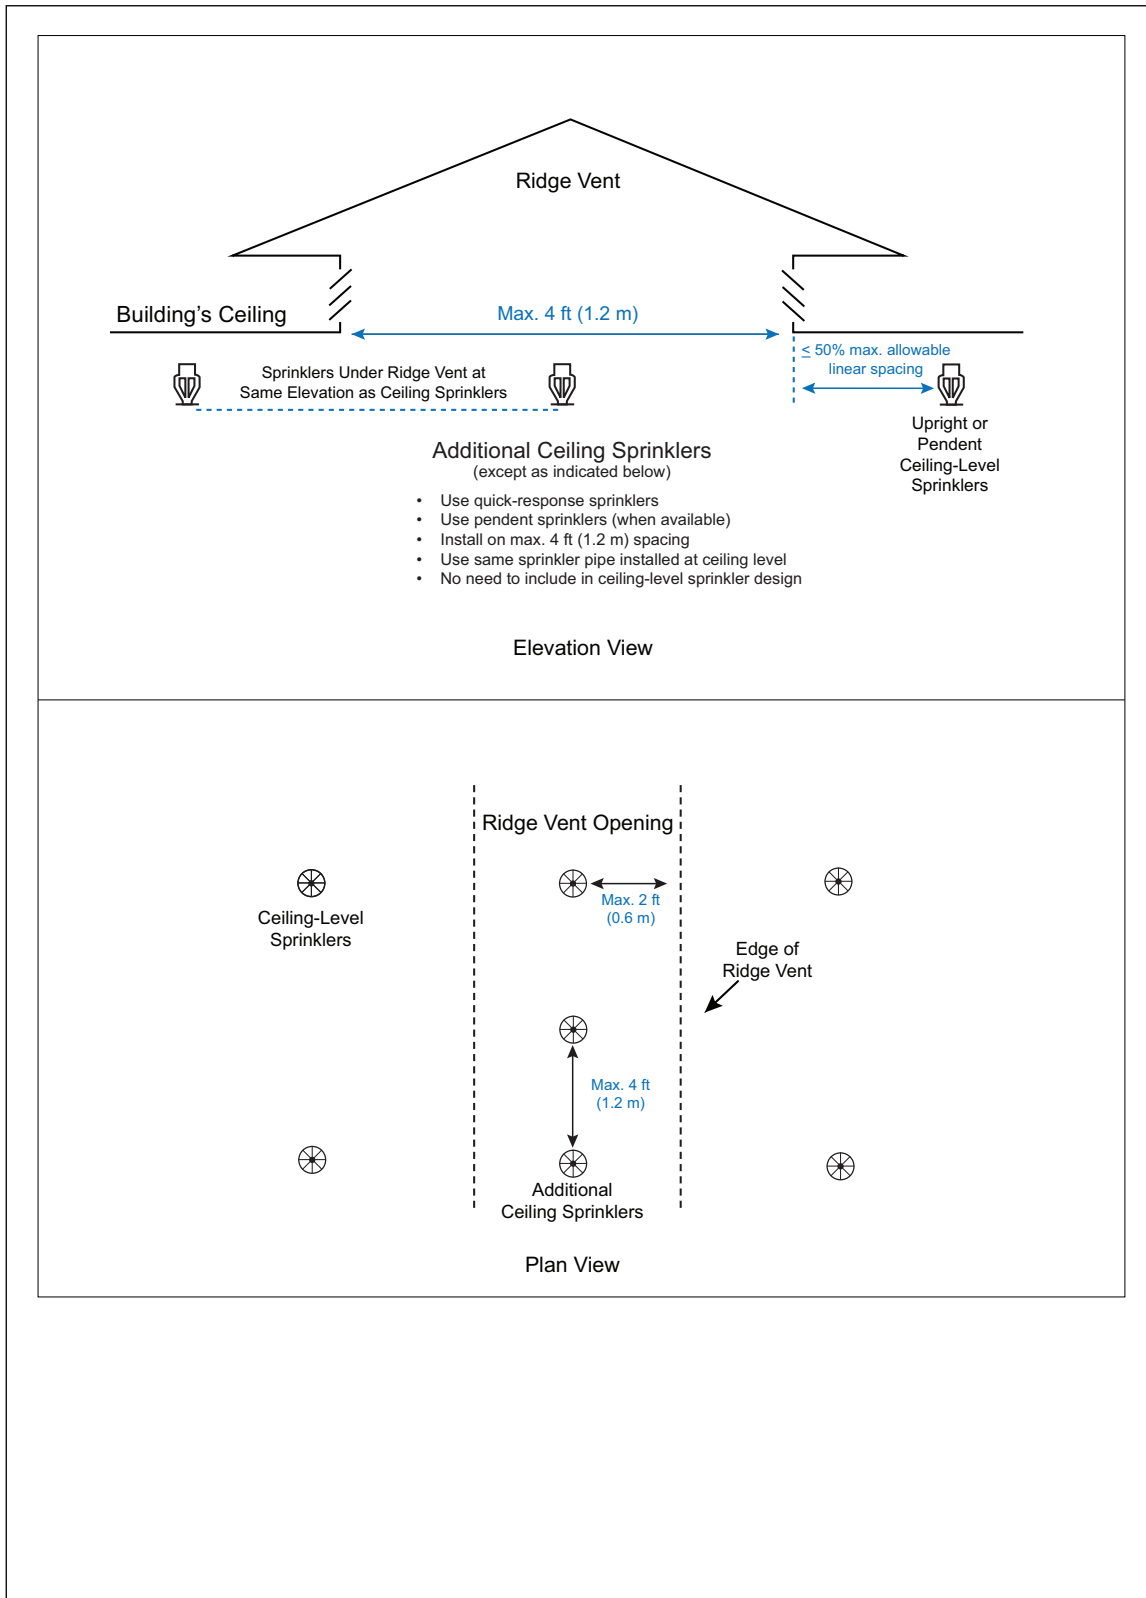 Ridge Vent
Building’s Ceiling
Max. 4 ft (1.2 m)
≤ 50% max. allowable
linear spacing
Sprinklers Under Ridge Vent at
Same Elevation as Ceiling Sprinklers
Upright or
Pendent
Ceiling-Level
Sprinklers
Additional Ceiling Sprinklers
(except as indicated below)
• Use quick-response sprinklers
• Use pendent sprinklers (when available)
• Install on max. 4 ft (1.2 m) spacing
• Use same sprinkler pipe installed at ceiling level
• No need to include in ceiling-level sprinkler design
Elevation View
Ridge Vent Opening
Max. 2 ft
(0.6 m)
Ceiling-Level
Sprinklers
Edge of
Ridge Vent
Max. 4 ft
(1.2 m)
Additional
Ceiling Sprinklers
Plan View